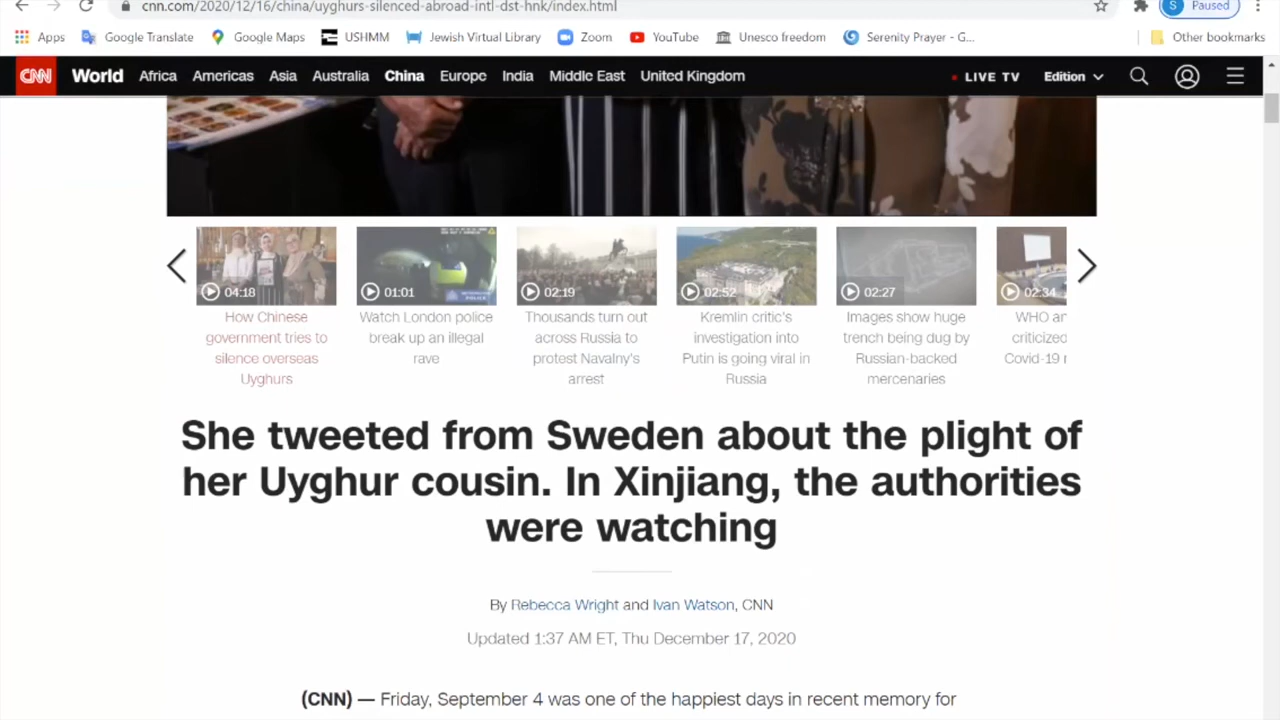 cnn.com/2020/12/16/china/uyghurs-silenced-abroad-intl-dst-hnk/index.html
S Paused
Apps Google Translate Google Maps USHMM Jewish Virtual Library Zoom YouTube Unesco freedom Serenity Prayer - G... Other bookmarks
CNN World Africa Americas Asia Australia China Europe India Middle East United Kingdom LIVE TV Edition
04:18 01:01 02:19 02:52 02:27 02:34
How Chinese
government tries to
silence overseas
Uyghurs
Watch London police
break up an illegal
rave
Thousands turn out
across Russia to
protest Navalny's
arrest
Kremlin critic's
investigation into
Putin is going viral in
Russia
Images show huge
trench being dug by
Russian-backed
mercenaries
WHO an
criticized
Covid-19 r
She tweeted from Sweden about the plight of
her Uyghur cousin. In Xinjiang, the authorities
were watching
By Rebecca Wright and Ivan Watson, CNN
Updated 1:37 AM ET, Thu December 17, 2020
(CNN) — Friday, September 4 was one of the happiest days in recent memory for